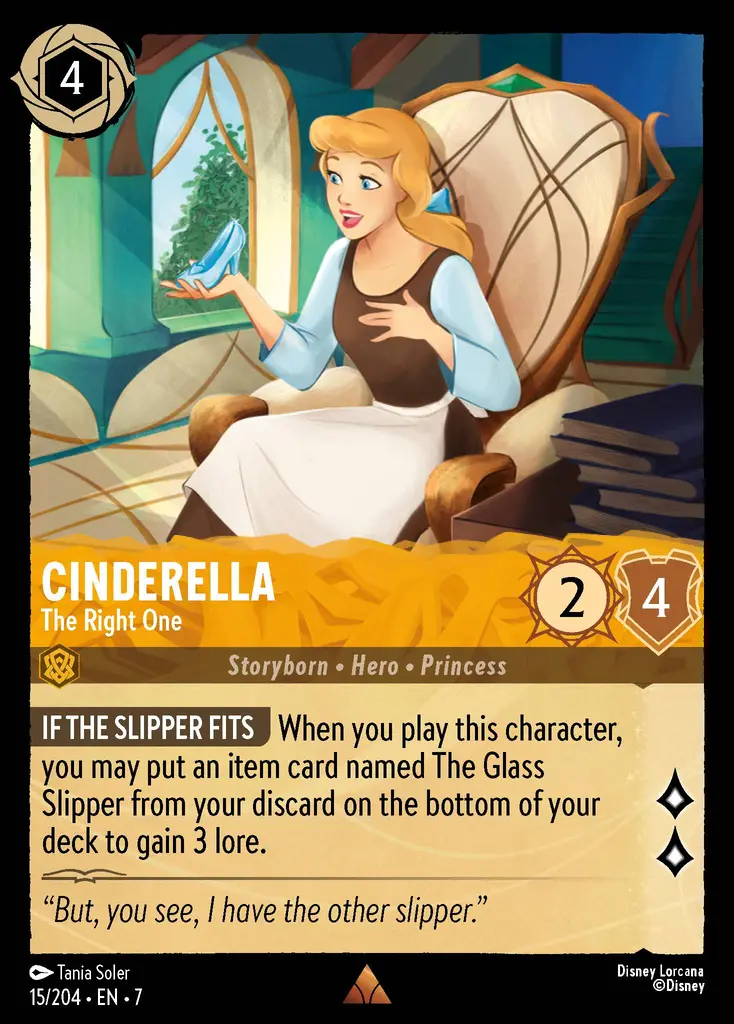 4
CINDERELLA
The Right One
2
4
Storyborn • Hero • Princess
IF THE SLIPPER FITS When you play this character,
you may put an item card named The Glass
Slipper from your discard on the bottom of your
deck to gain 3 lore.
“But, you see, I have the other slipper.”
Tania Soler
15/204 • EN • 7
Disney Lorcana
©Disney